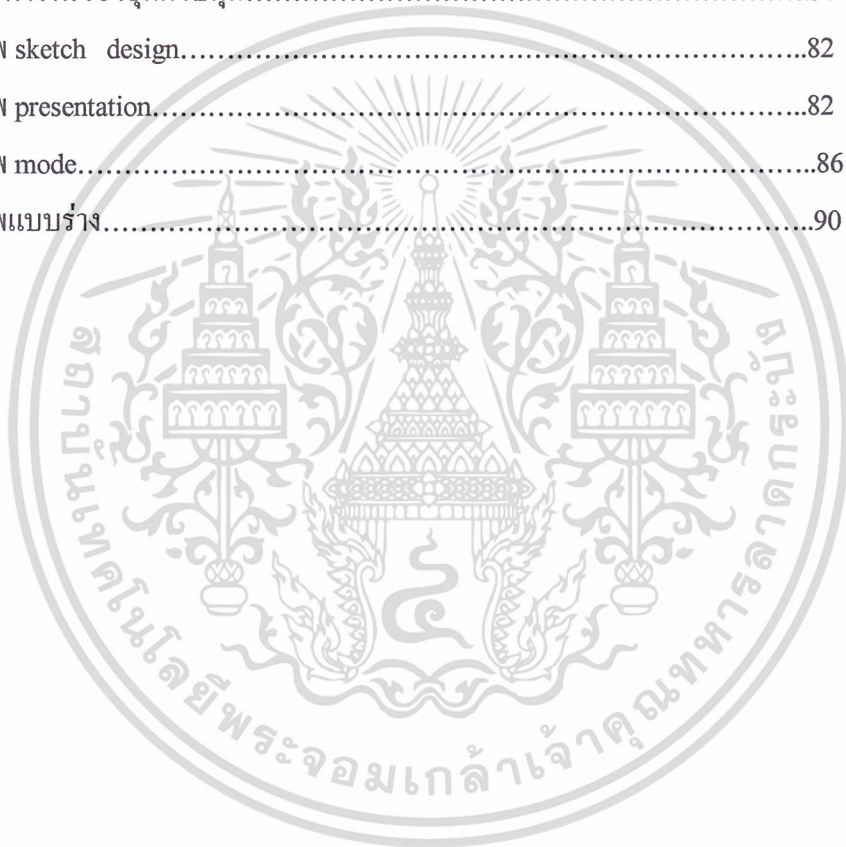 sketch design.....................................................................................82
presentation.........................................................................................82
mode....................................................................................................86
แบบร่าง.................................................................................................90
สถาบันเทคโนโลยีพระจอมเกล้าเจ้าคุณทหารลาดกระบัง